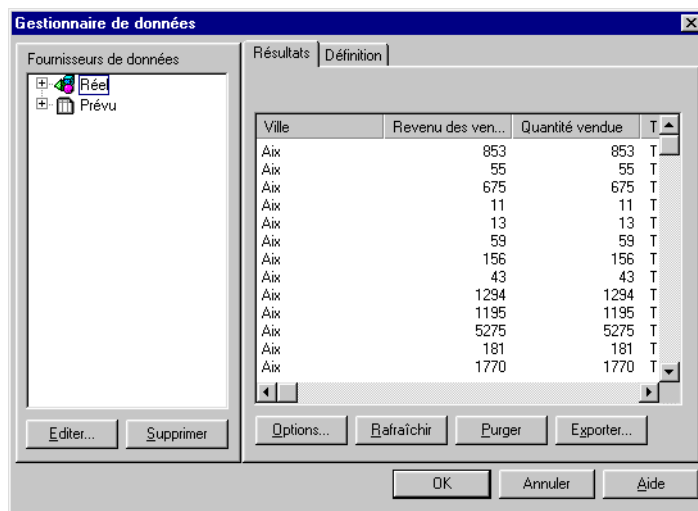 Gestionnaire de données
Fournisseurs de données
Réel
Prévu
Editer...
Supprimer
Résultats
Définition
Ville Revenu des ven... Quantité vendue T
Aix 853 853 T
Aix 55 55 T
Aix 675 675 T
Aix 11 11 T
Aix 13 13 T
Aix 59 59 T
Aix 156 156 T
Aix 43 43 T
Aix 1294 1294 T
Aix 1195 1195 T
Aix 5275 5275 T
Aix 181 181 T
Aix 1770 1770 T
Options...
Rafraîchir
Purger
Exporter...
OK
Annuler
Aide